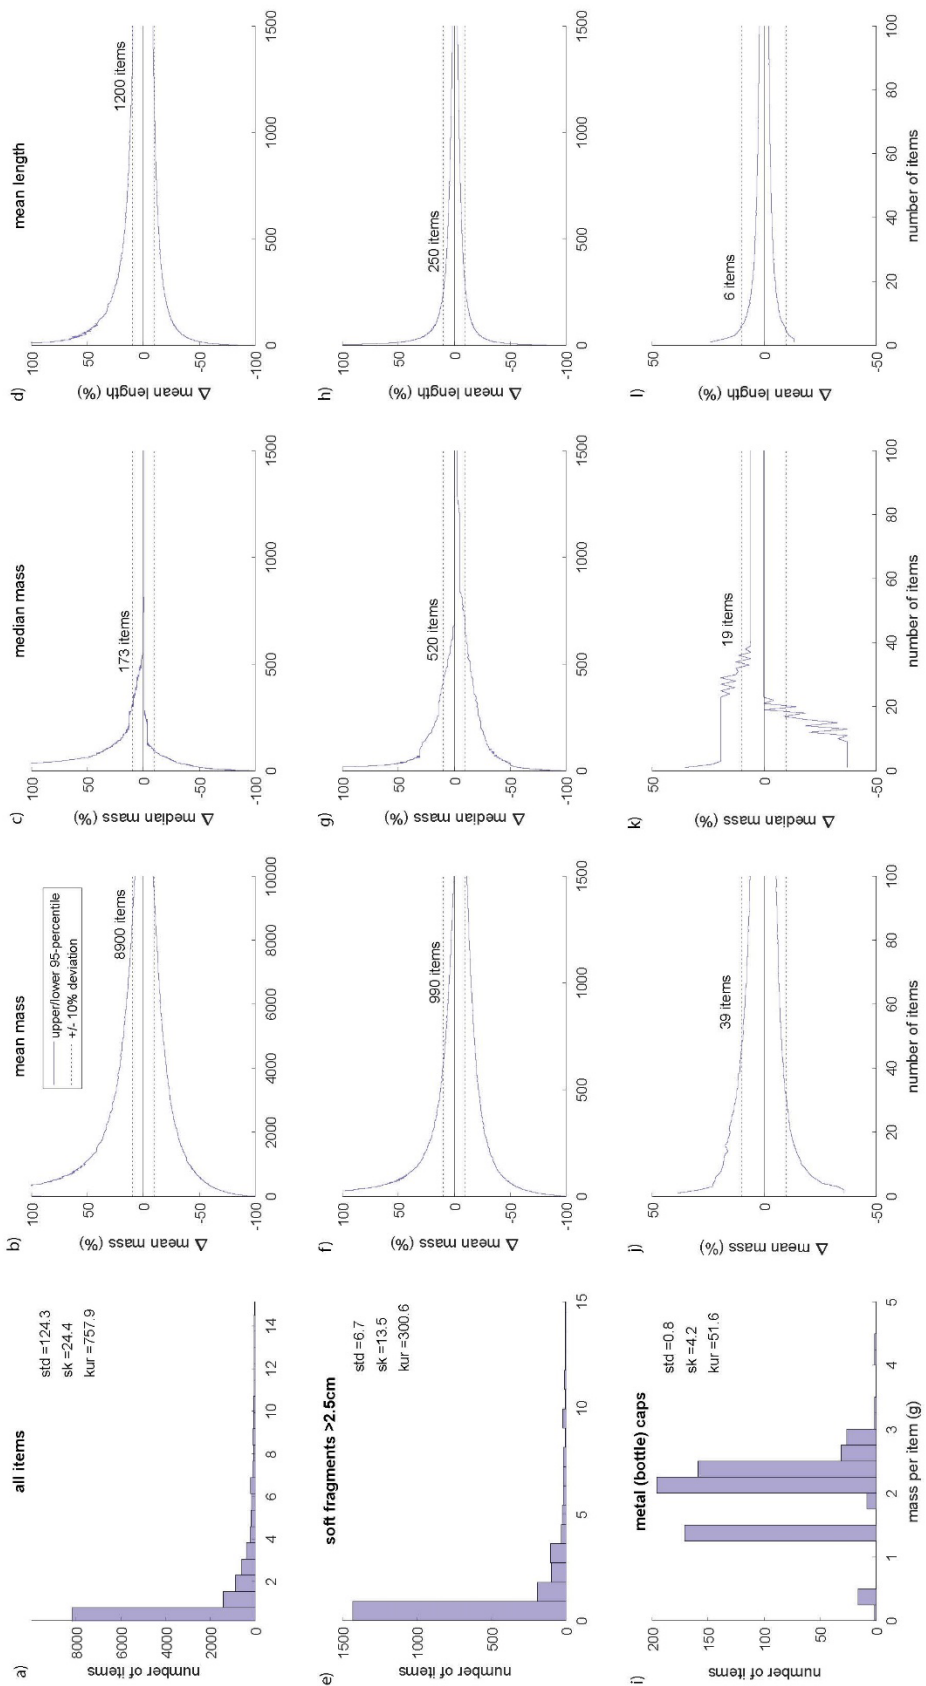 a)
all items
std =124.3
sk =24.4
kur =757.9
number of items
8000
6000
4000
2000
0
2
4
6
8
10
12
14
b)
mean mass
upper/lower 95-percentile
+/- 10% deviation
8900 items
Δ mean mass (%)
100
50
0
-50
-100
0
2000
4000
6000
8000
10000
c)
median mass
173 items
Δ median mass (%)
100
50
0
-50
-100
0
500
1000
1500
d)
mean length
1200 items
Δ mean length (%)
100
50
0
-50
-100
0
500
1000
1500
e)
soft fragments >2.5cm
std =6.7
sk =13.5
kur =300.6
number of items
1500
1000
500
0
0
5
10
15
f)
990 items
Δ mean mass (%)
100
50
0
-50
-100
0
500
1000
1500
g)
520 items
Δ median mass (%)
100
50
0
-50
-100
0
500
1000
1500
h)
250 items
Δ mean length (%)
100
50
0
-50
-100
0
500
1000
1500
i)
metal (bottle) caps
std =0.8
sk =4.2
kur =51.6
number of items
200
150
100
50
0
0
1
2
3
4
5
mass per item (g)
j)
39 items
Δ mean mass (%)
50
0
-50
0
20
40
60
80
100
number of items
k)
19 items
Δ median mass (%)
50
0
-50
0
20
40
60
80
100
number of items
l)
6 items
Δ mean length (%)
50
0
-50
0
20
40
60
80
100
number of items